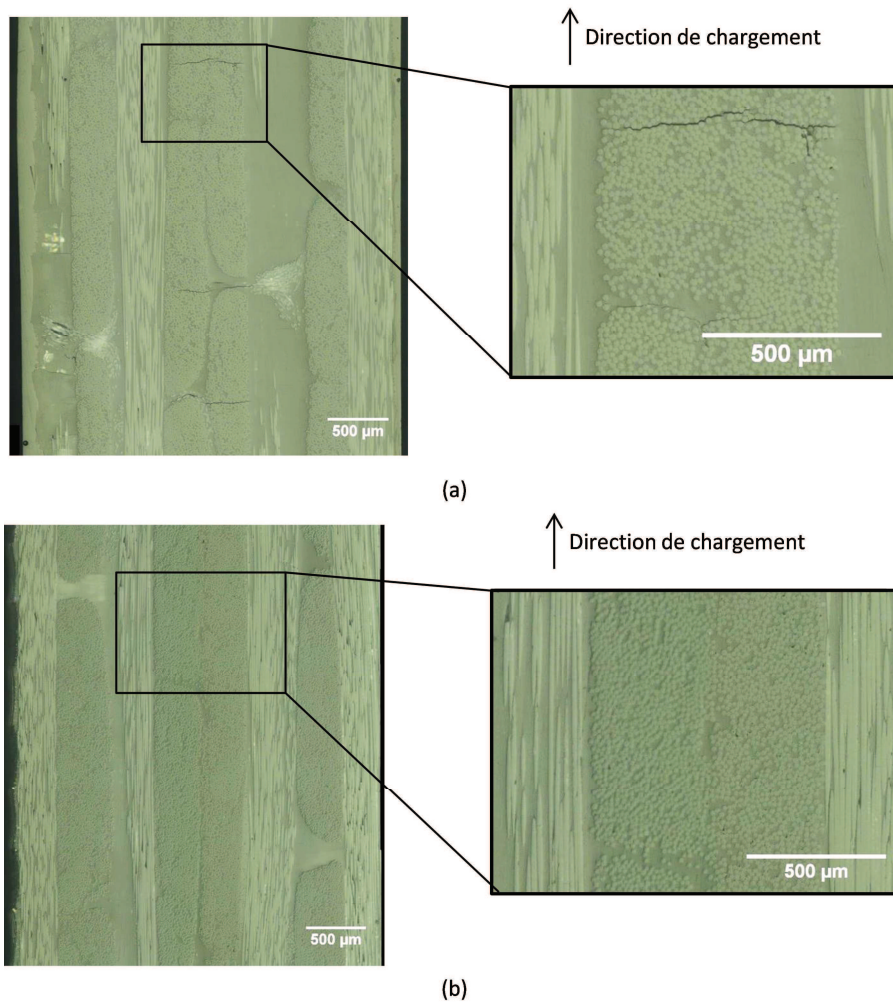 Direction de chargement
500 µm
500 µm
(a)
Direction de chargement
500 µm
500 µm
(b)